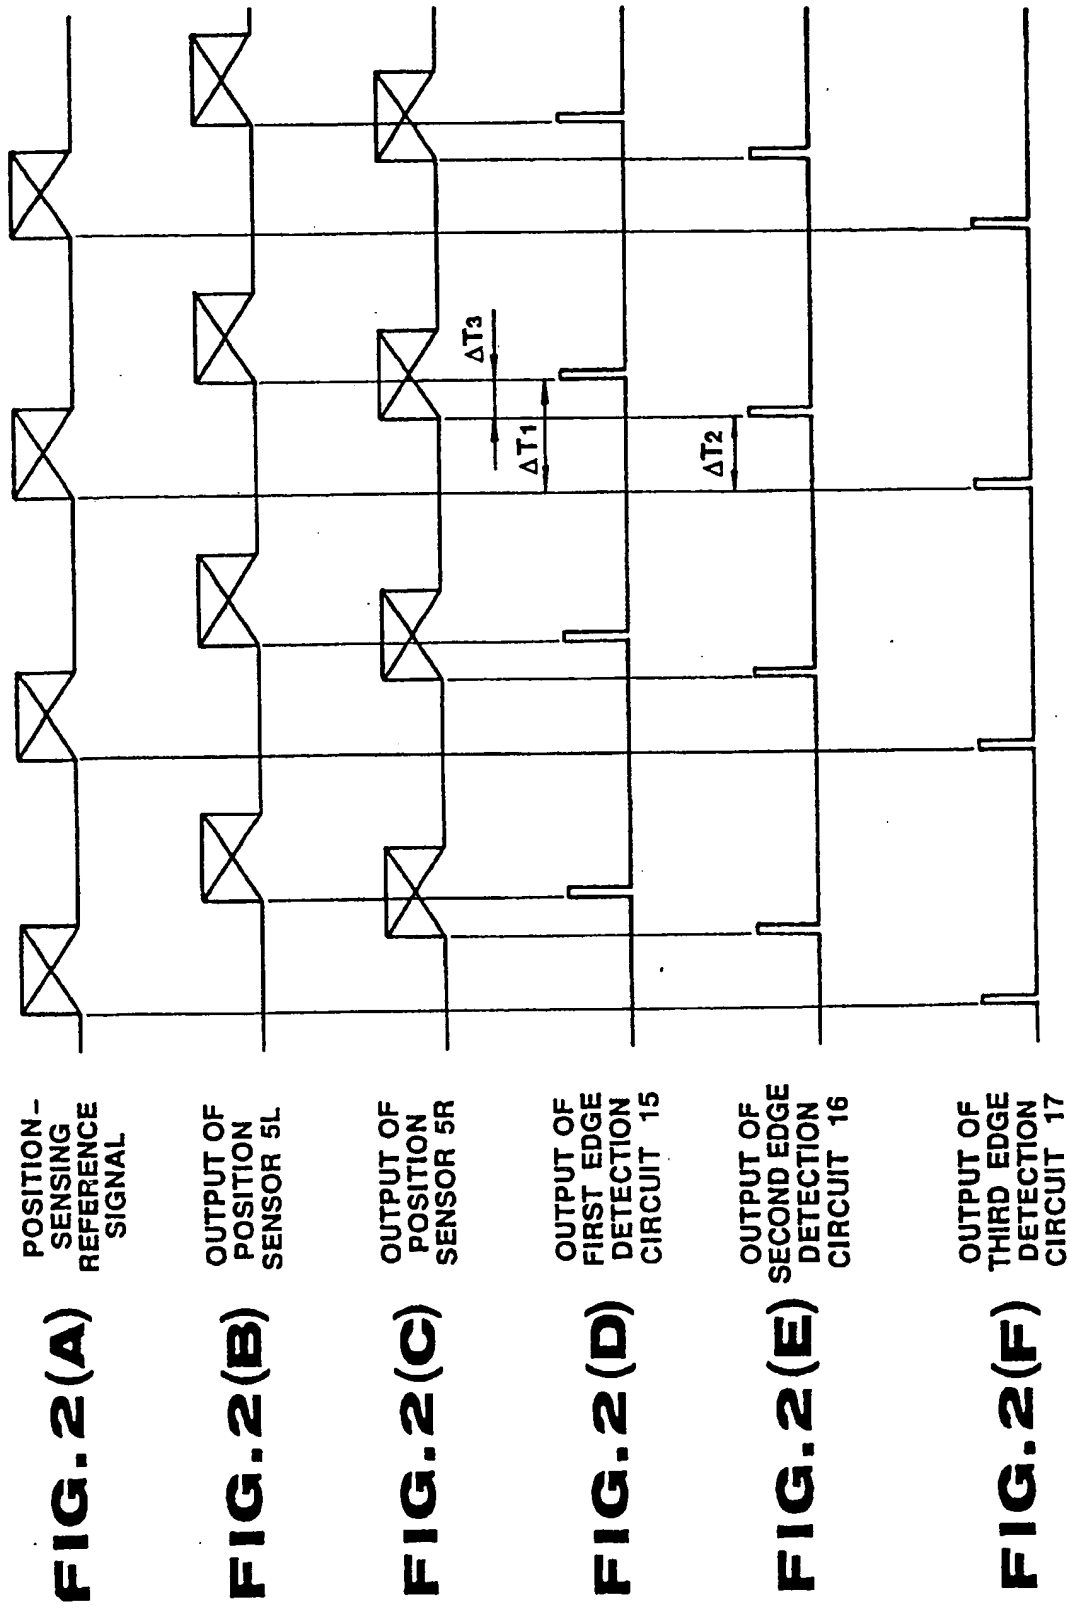 FIG.2(A)
POSITION-
SENSING
REFERENCE
SIGNAL
FIG.2(B)
OUTPUT OF
POSITION
SENSOR 5L
FIG.2(C)
OUTPUT OF
POSITION
SENSOR 5R
ΔT3
ΔT1
FIG.2(D)
OUTPUT OF
FIRST EDGE
DETECTION
CIRCUIT 15
ΔT2
FIG.2(E)
OUTPUT OF
SECOND EDGE
DETECTION
CIRCUIT 16
FIG.2(F)
OUTPUT OF
THIRD EDGE
DETECTION
CIRCUIT 17